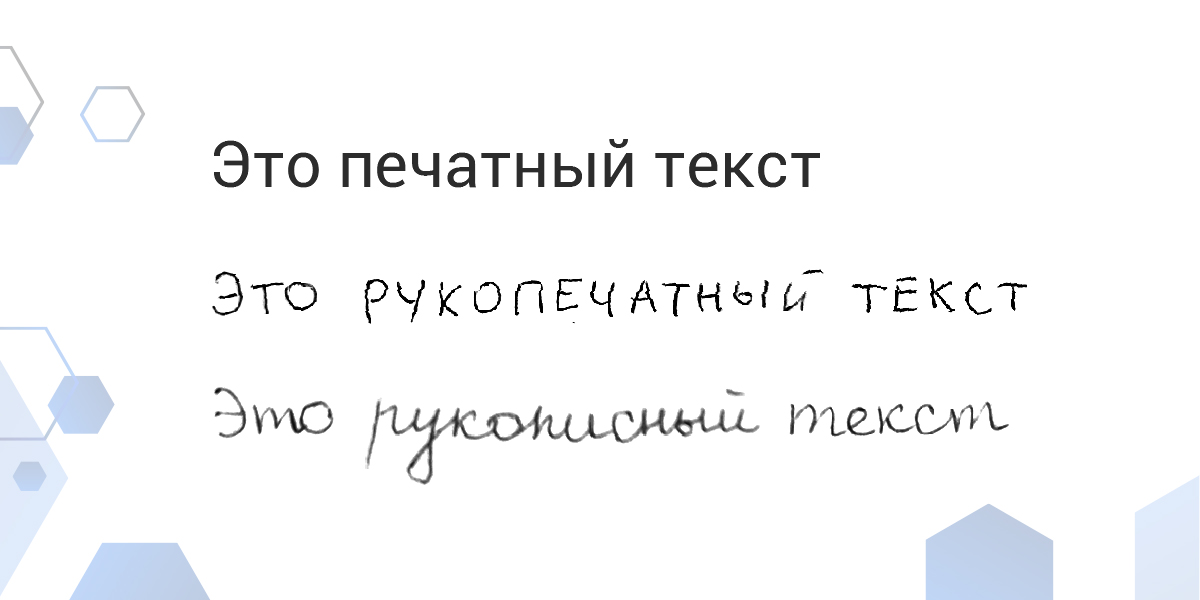 Это печатный текст
ЭТО РУКОПЕЧАТНЫЙ ТЕКСТ
Это рукописный текст